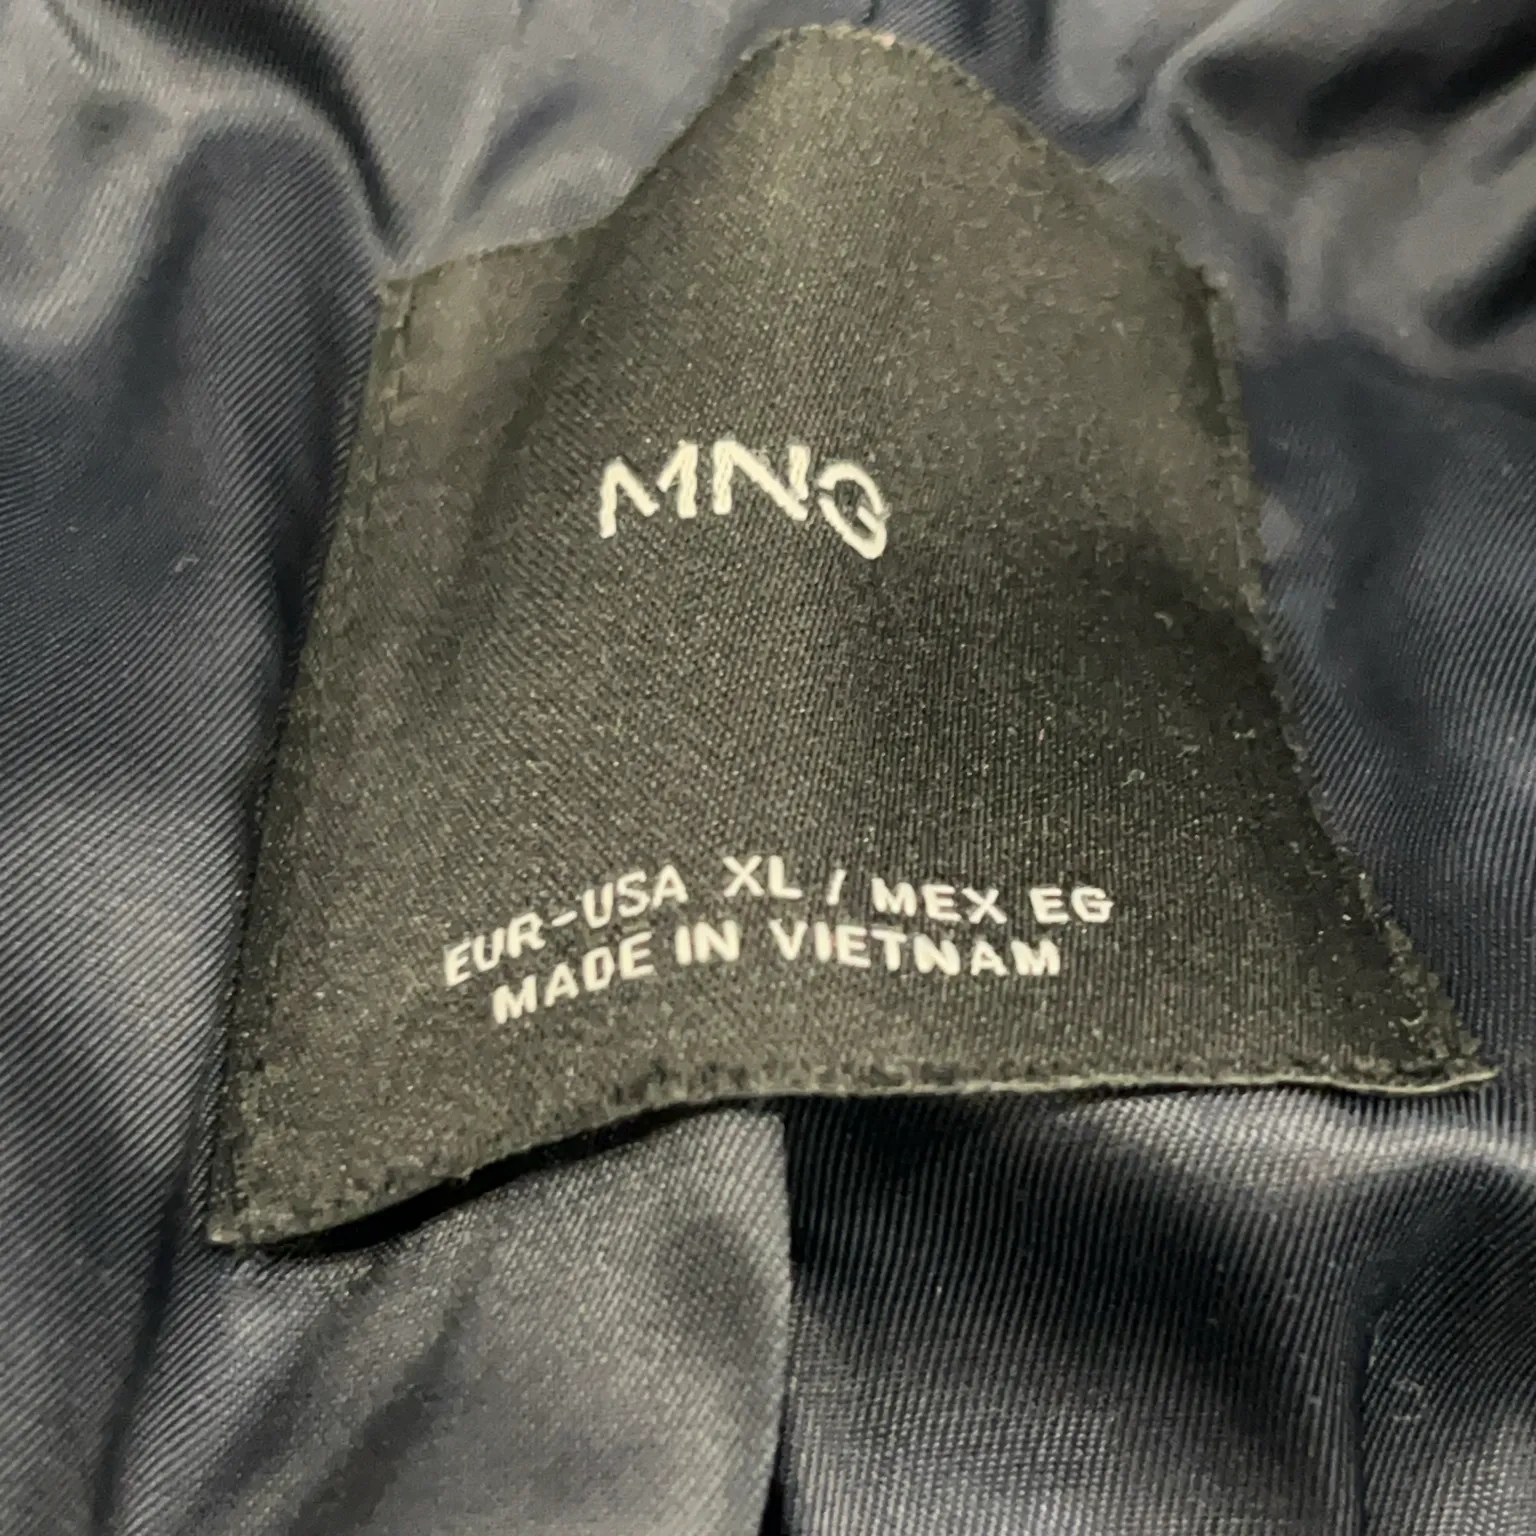 MNG
EUR-USA XL / MEX EG
MADE IN VIETNAM